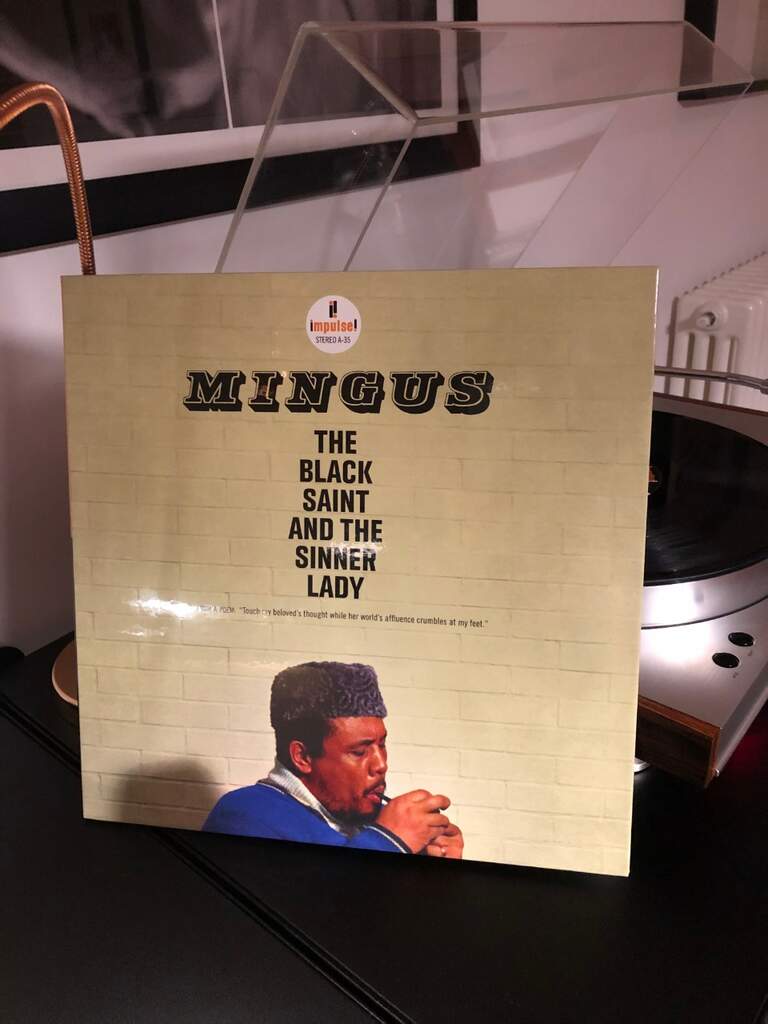 impulse!
STEREO A-35
MINGUS
THE
BLACK
SAINT
AND THE
SINNER
LADY
POEM: "Touch my beloved's thought while her world's affluence crumbles at my feet."